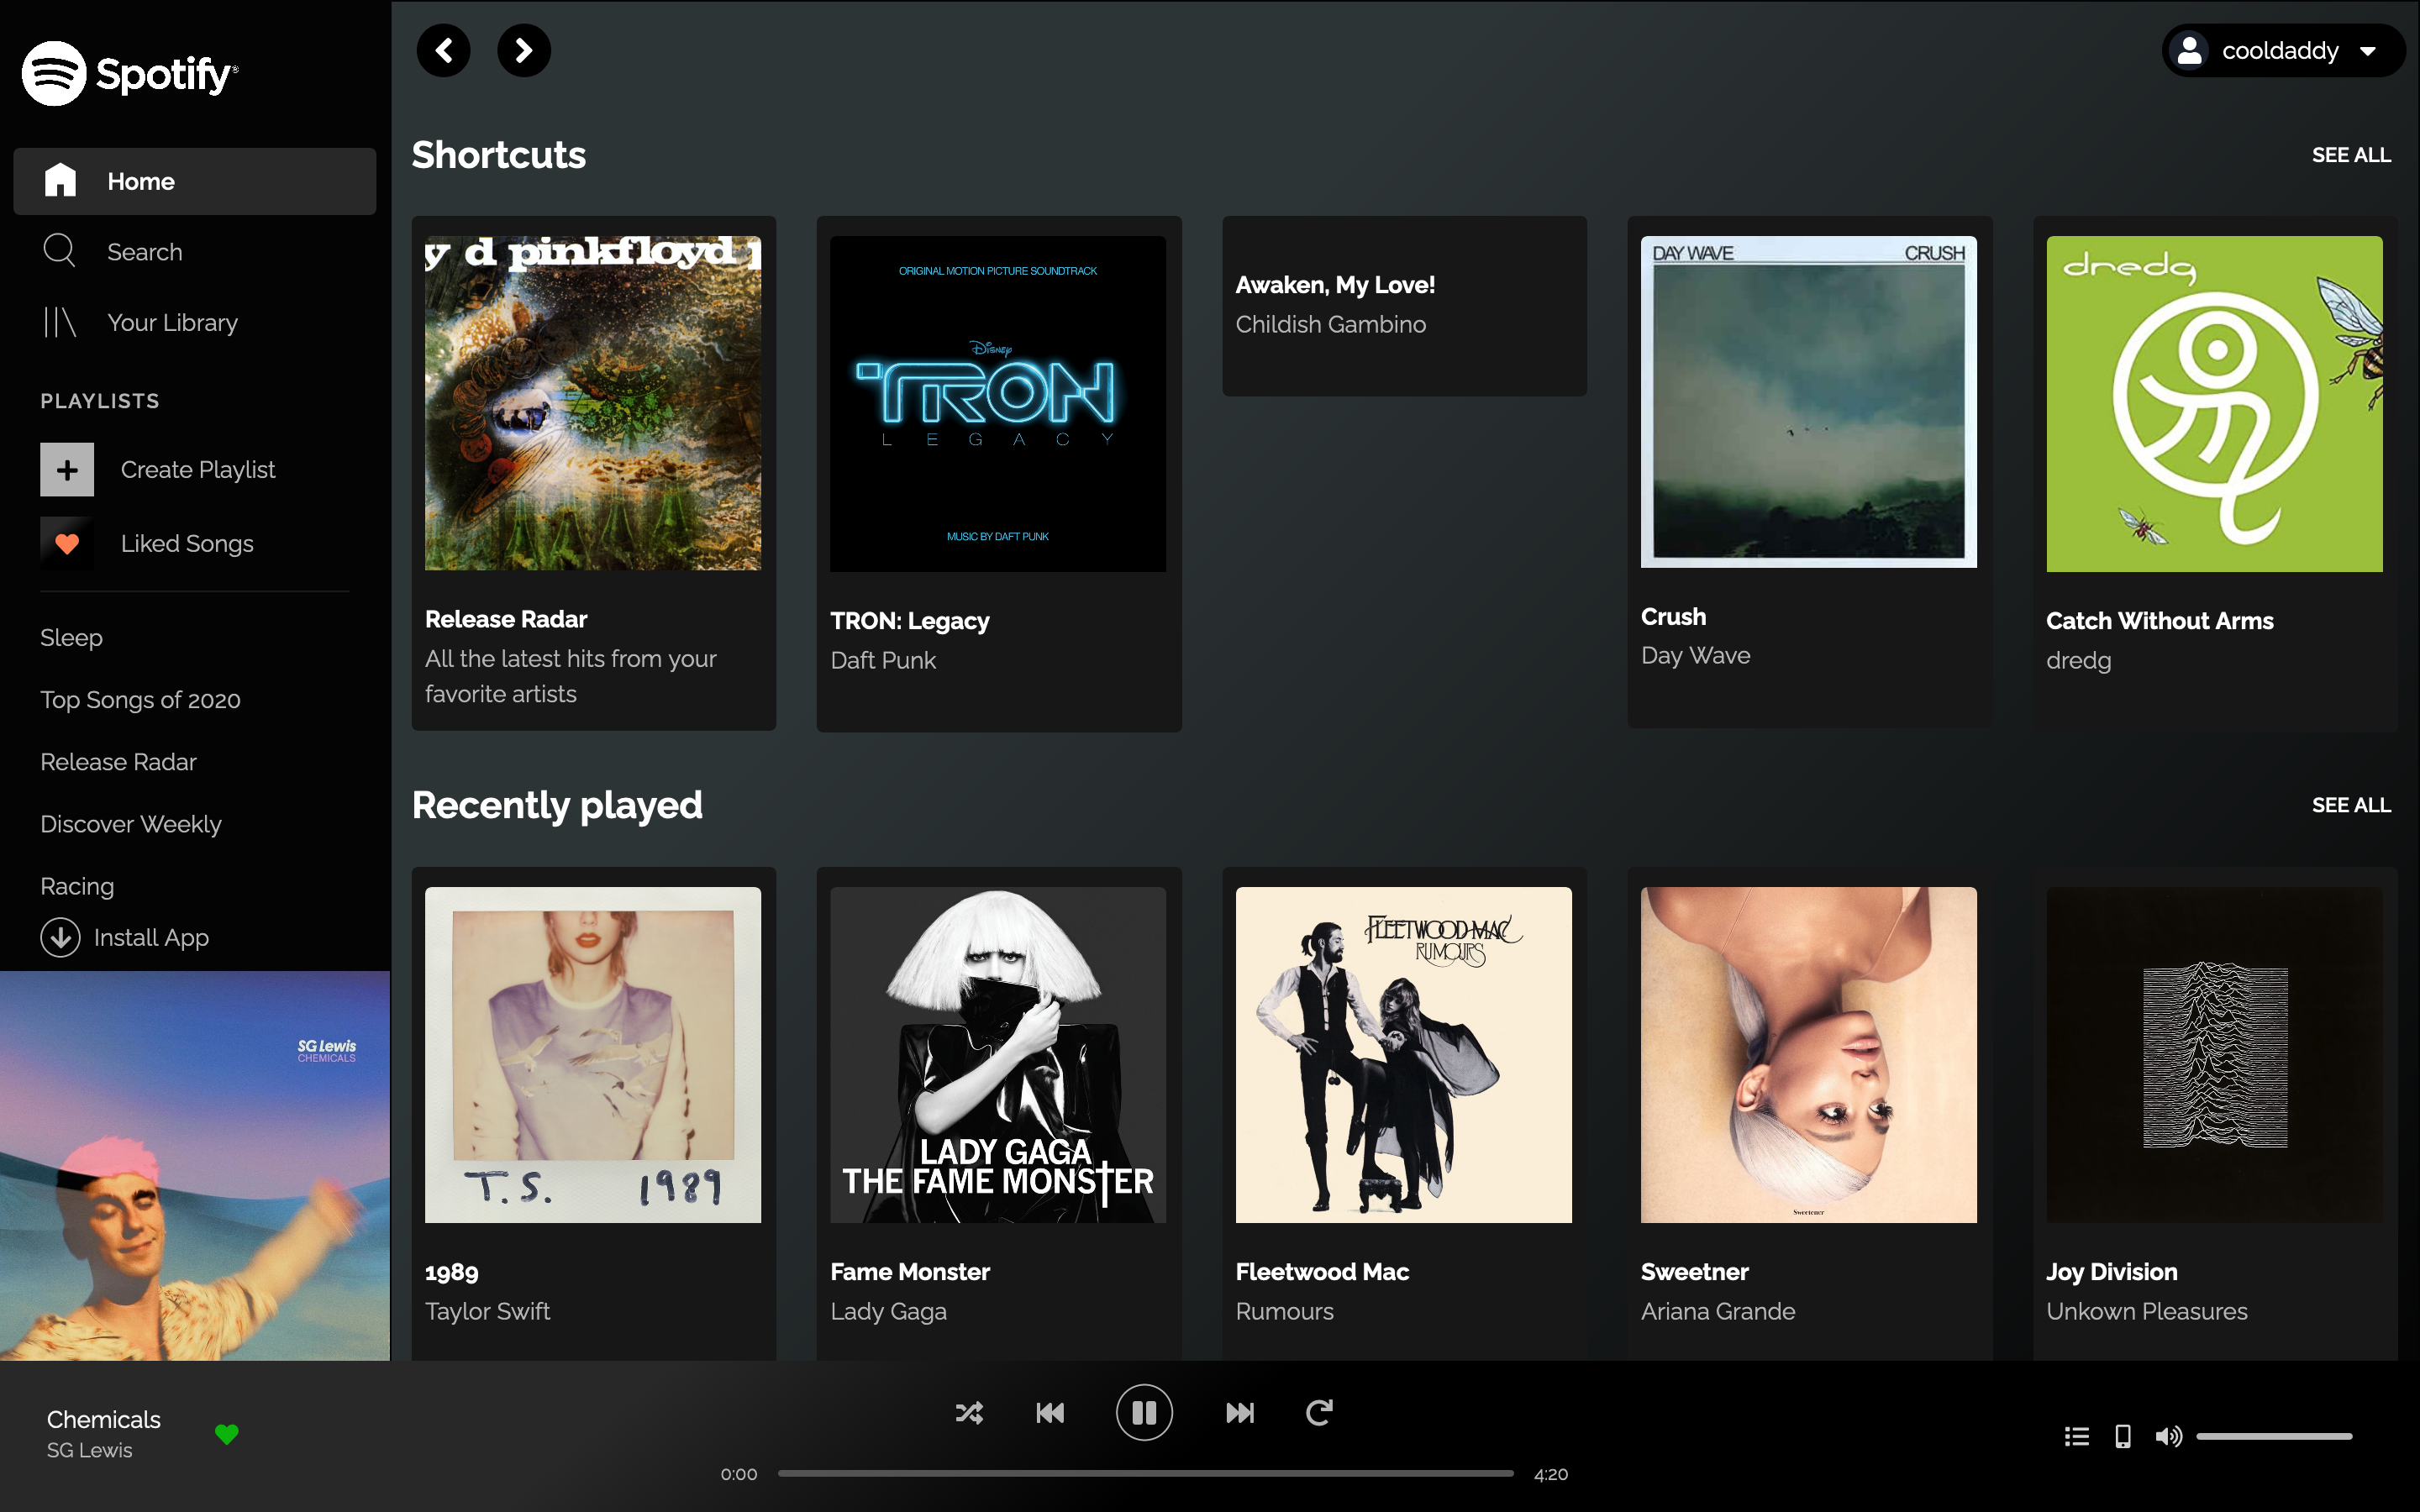 Spotify®
cooldaddy
Home
Search
Your Library
PLAYLISTS
Create Playlist
Liked Songs
Sleep
Top Songs of 2020
Release Radar
Discover Weekly
Racing
Install App
SG Lewis
CHEMICALS
Shortcuts
SEE ALL
y d pinkfloyd p
Release Radar
All the latest hits from your
favorite artists
ORIGINAL MOTION PICTURE SOUNDTRACK
Disney
TRON
LEGACY
MUSIC BY DAFT PUNK
TRON: Legacy
Daft Punk
Awaken, My Love!
Childish Gambino
DAY WAVE CRUSH
Crush
Day Wave
dredg
Catch Without Arms
dredg
Recently played
SEE ALL
T.S. 1989
1989
Taylor Swift
LADY GAGA
THE FAME MONSTER
Fame Monster
Lady Gaga
FLEETWOOD MAC
RUMOURS
Fleetwood Mac
Rumours
Sweetener
Sweetner
Ariana Grande
Joy Division
Unkown Pleasures
Chemicals
SG Lewis
0:00
4:20